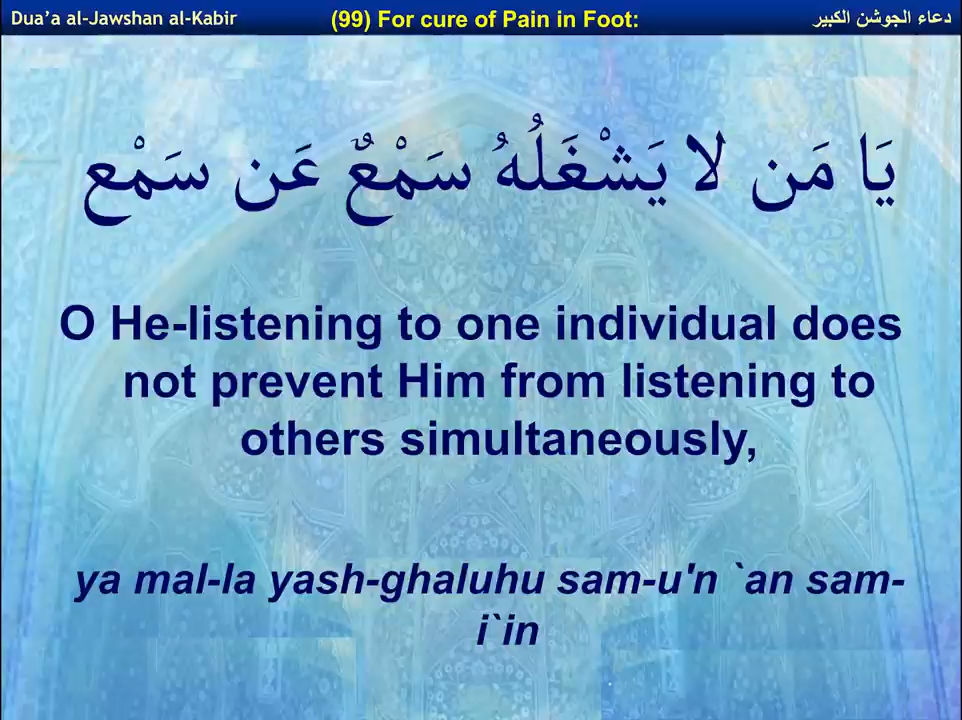 Dua’a al-Jawshan al-Kabir (99) For cure of Pain in Foot: دعاء الجوشن الكبير
يَا مَن لا يَشْغَلُهُ سَمْعٌ عَن سَمْع
O He-listening to one individual does
not prevent Him from listening to
others simultaneously,
ya mal-la yash-ghaluhu sam-u'n `an sam-
i`in